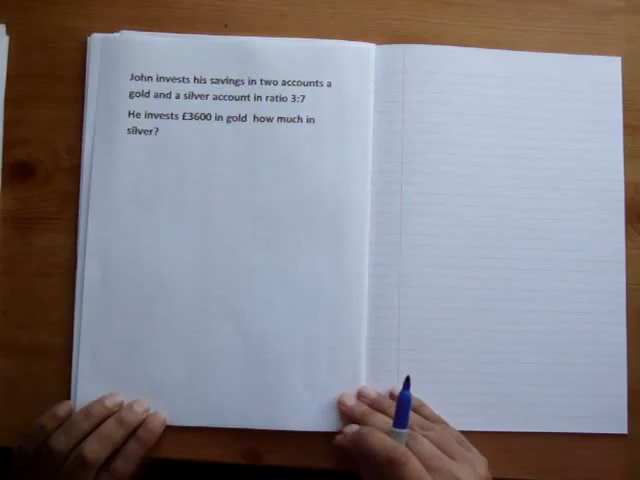 John invests his savings in two accounts a
gold and a silver account in ratio 3:7
He invests £3600 in gold how much in
silver?